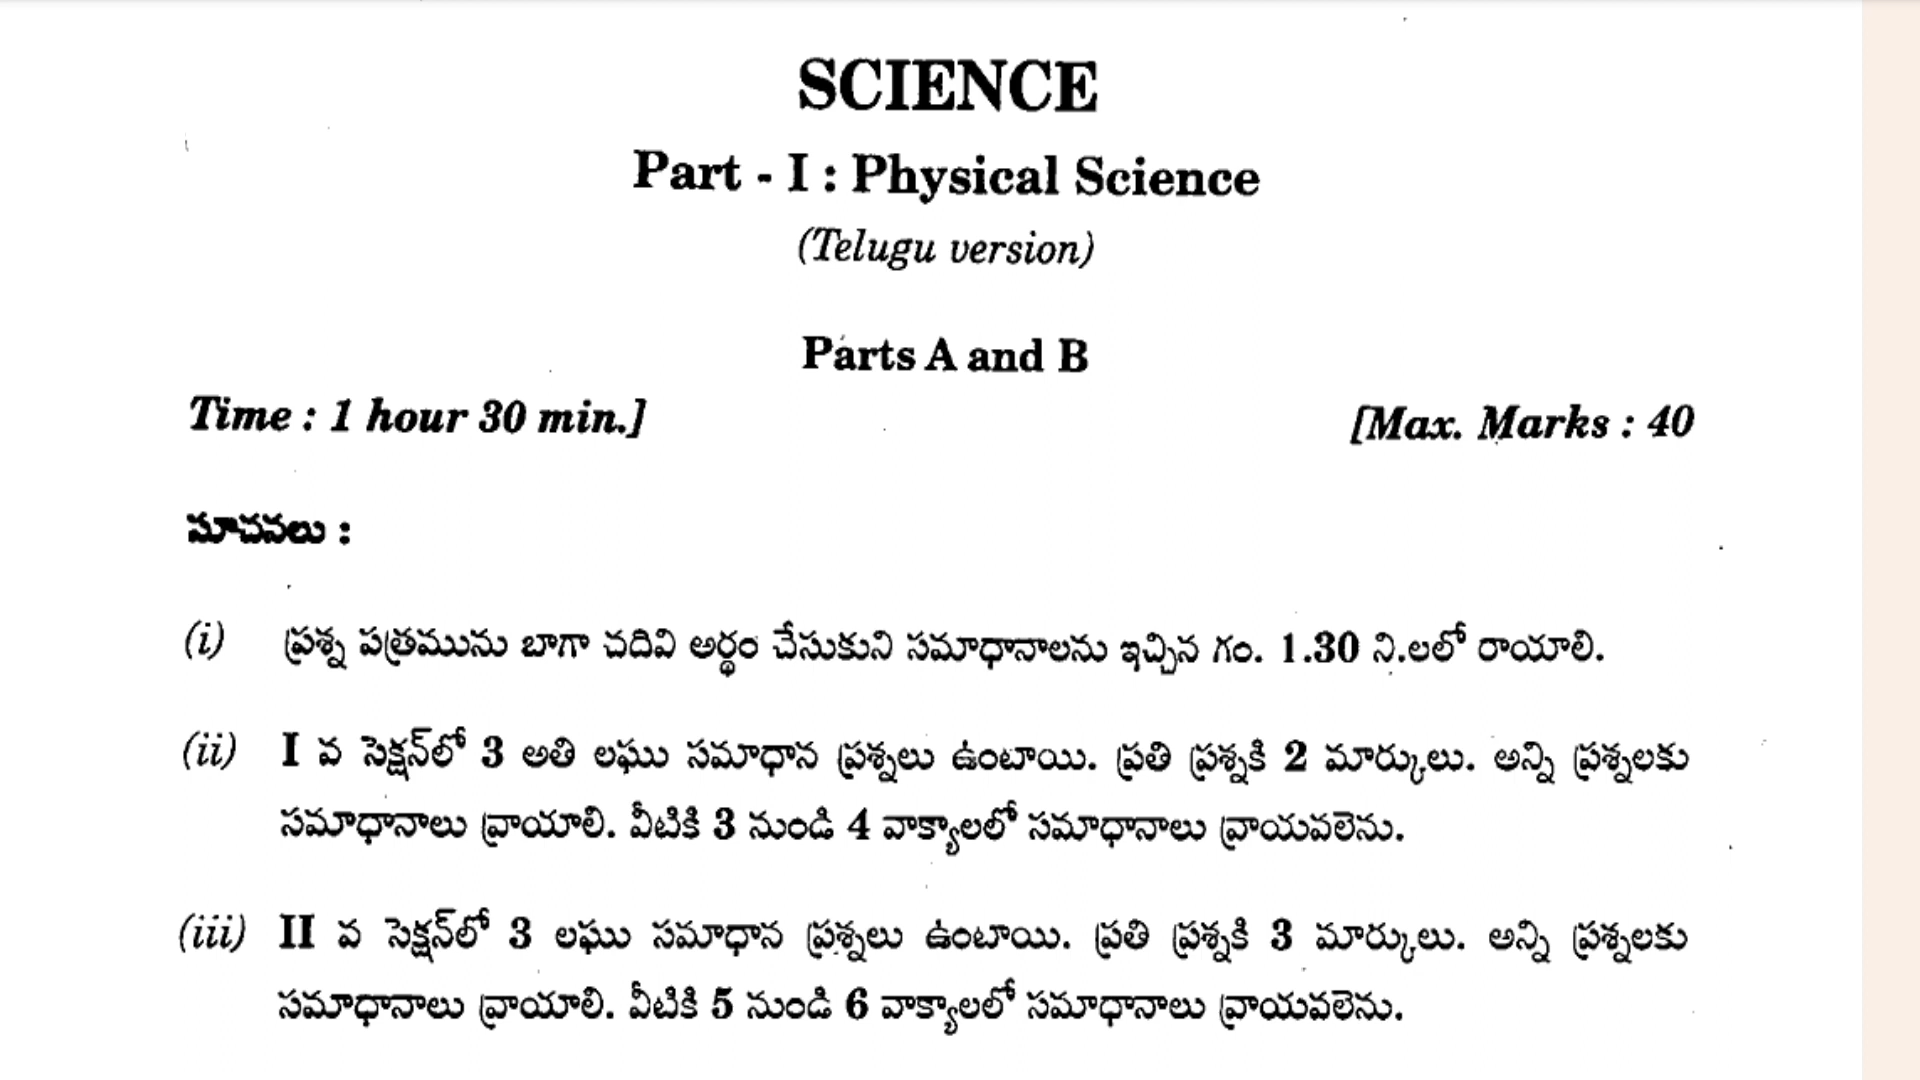 SCIENCE
Part - I : Physical Science
(Telugu version)
Parts A and B
Time : 1 hour 30 min.] [Max. Marks : 40
సూచనలు :
(i) ప్రశ్న పత్రమును బాగా చదివి అర్థం చేసుకుని సమాధానాలను ఇచ్చిన గం. 1.30 ని.లలో రాయాలి.
(ii) I వ సెక్షన్‌లో 3 అతి లఘు సమాధాన ప్రశ్నలు ఉంటాయి. ప్రతి ప్రశ్నకి 2 మార్కులు. అన్ని ప్రశ్నలకు
సమాధానాలు వ్రాయాలి. వీటికి 3 నుండి 4 వాక్యాలలో సమాధానాలు వ్రాయవలెను.
(iii) II వ సెక్షన్‌లో 3 లఘు సమాధాన ప్రశ్నలు ఉంటాయి. ప్రతి ప్రశ్నకి 3 మార్కులు. అన్ని ప్రశ్నలకు
సమాధానాలు వ్రాయాలి. వీటికి 5 నుండి 6 వాక్యాలలో సమాధానాలు వ్రాయవలెను.